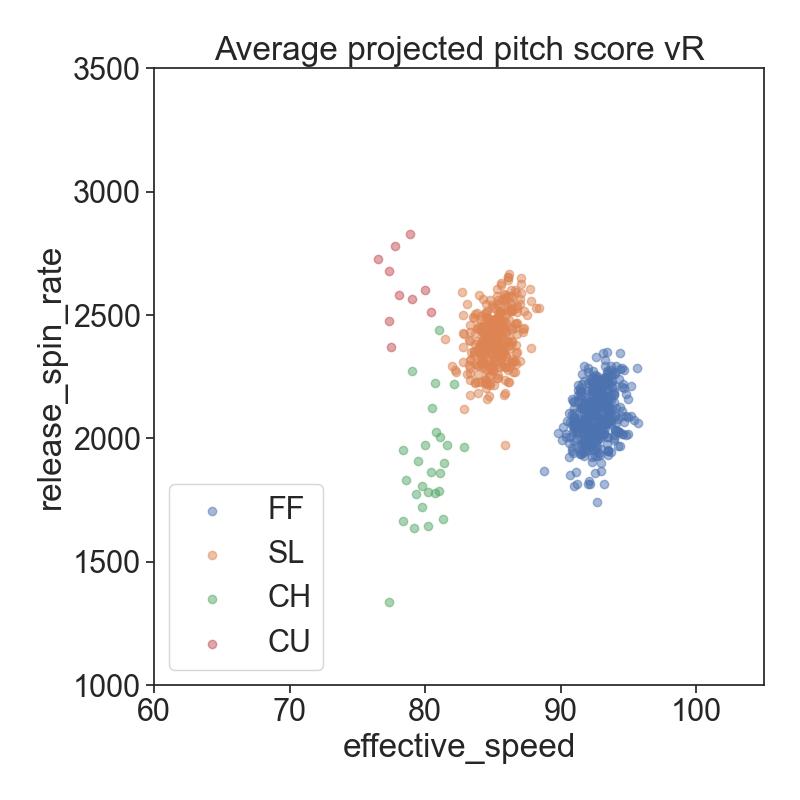 Average projected pitch score vR
3500
3000
2500
2000
1500
1000
release_spin_rate
FF
SL
CH
CU
60 70 80 90 100
effective_speed